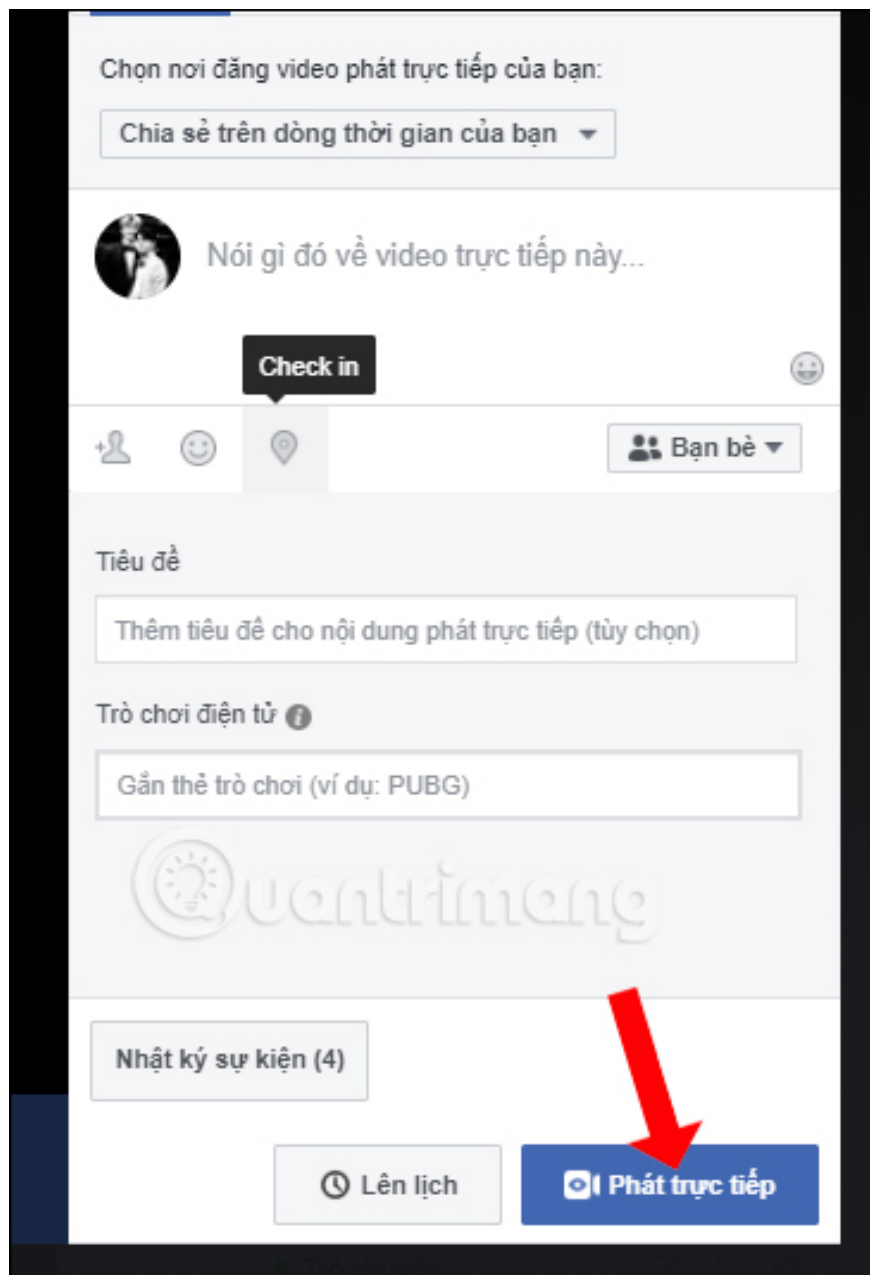 Chọn nơi đăng video phát trực tiếp của bạn:
Chia sẻ trên dòng thời gian của bạn
Nói gì đó về video trực tiếp này...
Check in
Bạn bè
Tiêu đề
Thêm tiêu đề cho nội dung phát trực tiếp (tùy chọn)
Trò chơi điện tử
Gắn thẻ trò chơi (ví dụ: PUBG)
Quantrimang
Nhật ký sự kiện (4)
Lên lịch
Phát trực tiếp